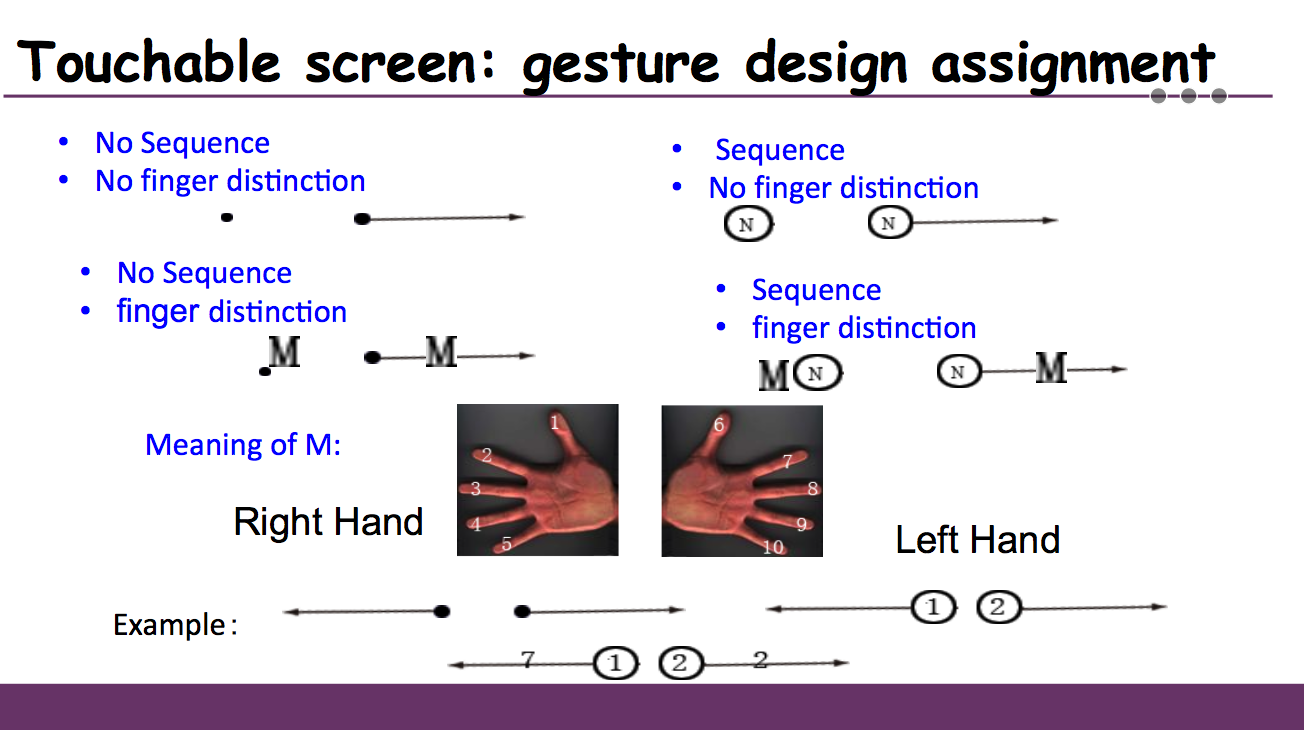 Touchable screen: gesture design assignment
• No Sequence
• No finger distinction
• Sequence
• No finger distinction
N
N
• No Sequence
• finger distinction
M
M
• Sequence
• finger distinction
M N
N M
Meaning of M:
1
2
3
4
5
6
7
8
9
10
Right Hand
Left Hand
Example:
1 2
7 1 2 2